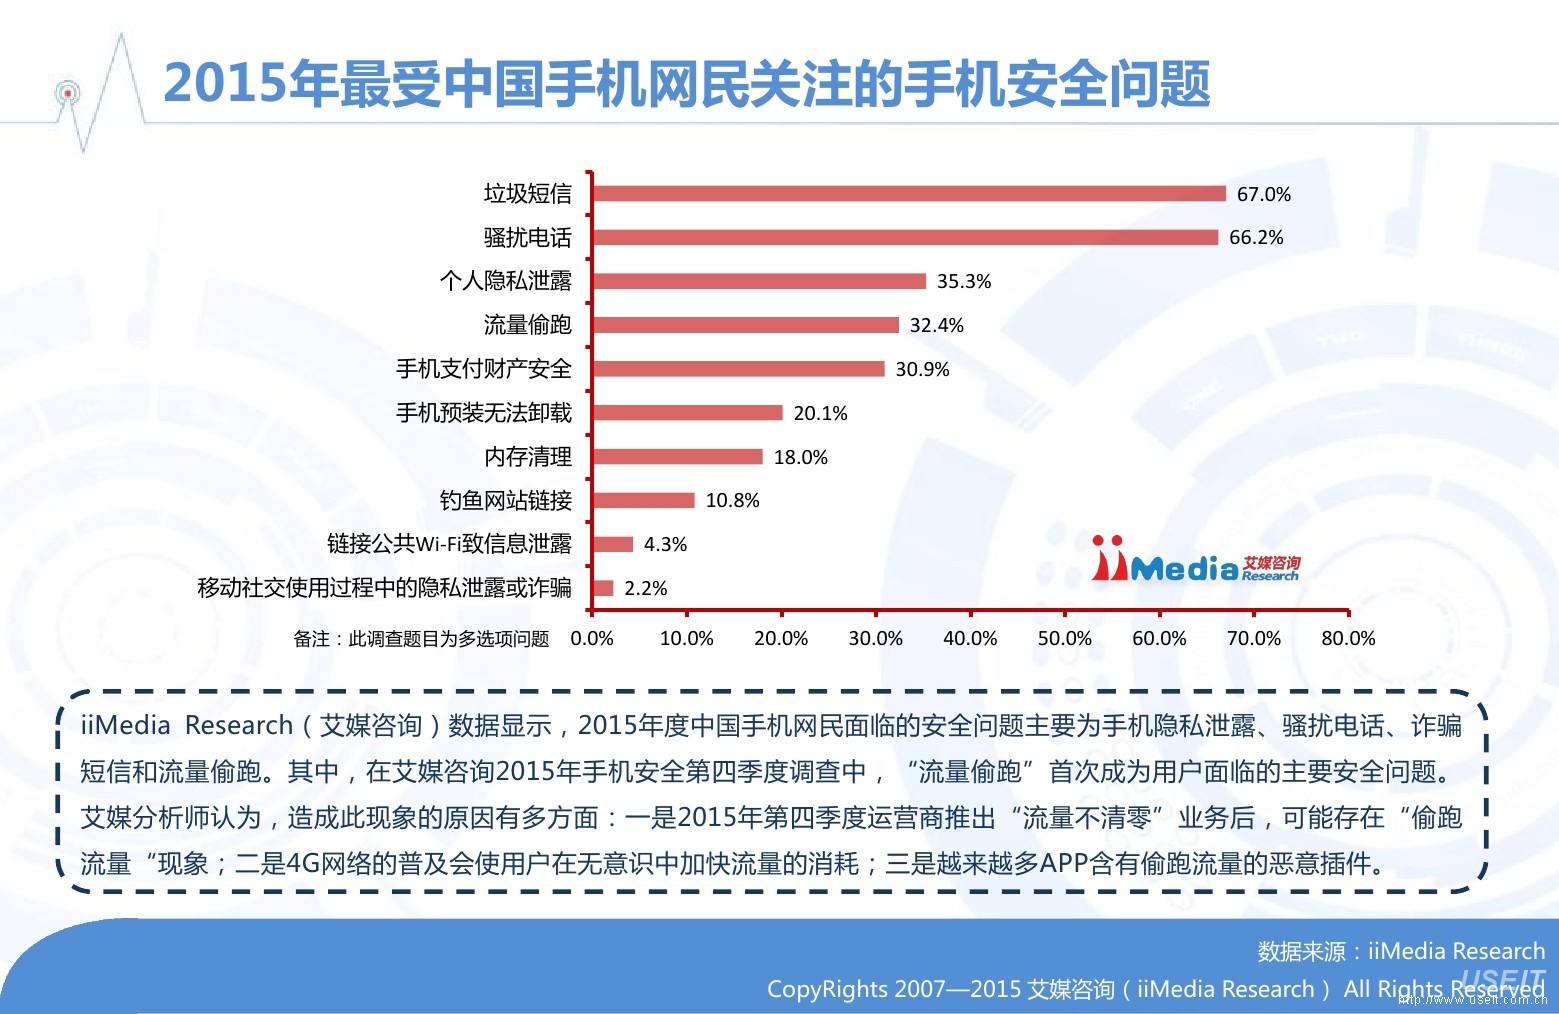 2015年最受中国手机网民关注的手机安全问题
垃圾短信 67.0%
骚扰电话 66.2%
个人隐私泄露 35.3%
流量偷跑 32.4%
手机支付财产安全 30.9%
手机预装无法卸载 20.1%
内存清理 18.0%
钓鱼网站链接 10.8%
链接公共Wi-Fi致信息泄露 4.3%
移动社交使用过程中的隐私泄露或诈骗 2.2%
iiMedia 艾媒咨询
Research
备注：此调查题目为多选项问题 0.0% 10.0% 20.0% 30.0% 40.0% 50.0% 60.0% 70.0% 80.0%
iiMedia Research（艾媒咨询）数据显示，2015年度中国手机网民面临的安全问题主要为手机隐私泄露、骚扰电话、诈骗
短信和流量偷跑。其中，在艾媒咨询2015年手机安全第四季度调查中，“流量偷跑”首次成为用户面临的主要安全问题。
艾媒分析师认为，造成此现象的原因有多方面：一是2015年第四季度运营商推出“流量不清零”业务后，可能存在“偷跑
流量“现象；二是4G网络的普及会使用户在无意识中加快流量的消耗；三是越来越多APP含有偷跑流量的恶意插件。
数据来源：iiMedia Research
CopyRights 2007—2015 艾媒咨询（iiMedia Research） All Rights Reserved
USEIT
http://www.useit.com.cn